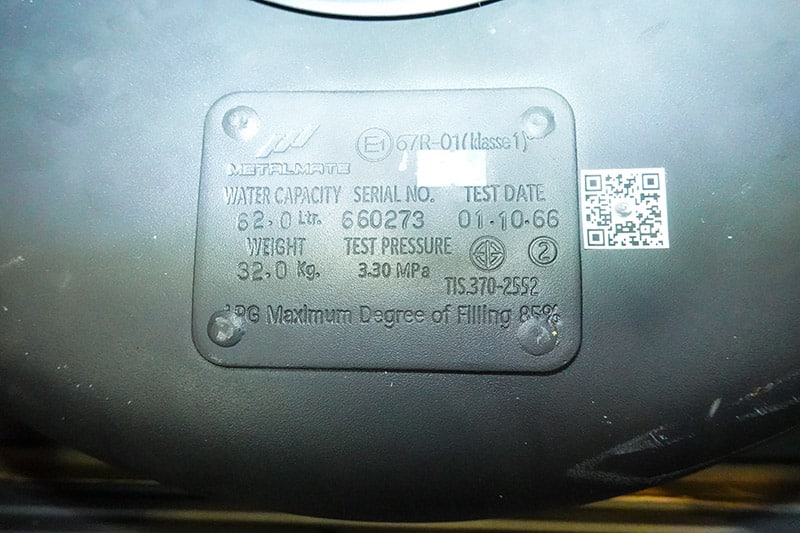 E1 67R-01(klasse1)
METALMATE
WATER CAPACITY SERIAL NO. TEST DATE
62.0 Ltr. 660273 01.10.66
WEIGHT TEST PRESSURE
32.0 Kg. 3.30 MPa 2
TIS.370-2552
LPG Maximum Degree of Filling 85%